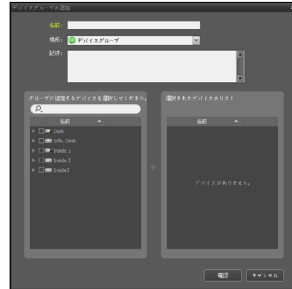 デバイスグループの追加
名前:
場所: デバイスグループ
記述:
グループに追加するデバイスを選択してください。
名前
Desk
Info. Desk
Inside 1
Inside 2
Inside3
選択されたデバイスのリスト
名前
デバイスがありません。
確認 キャンセル